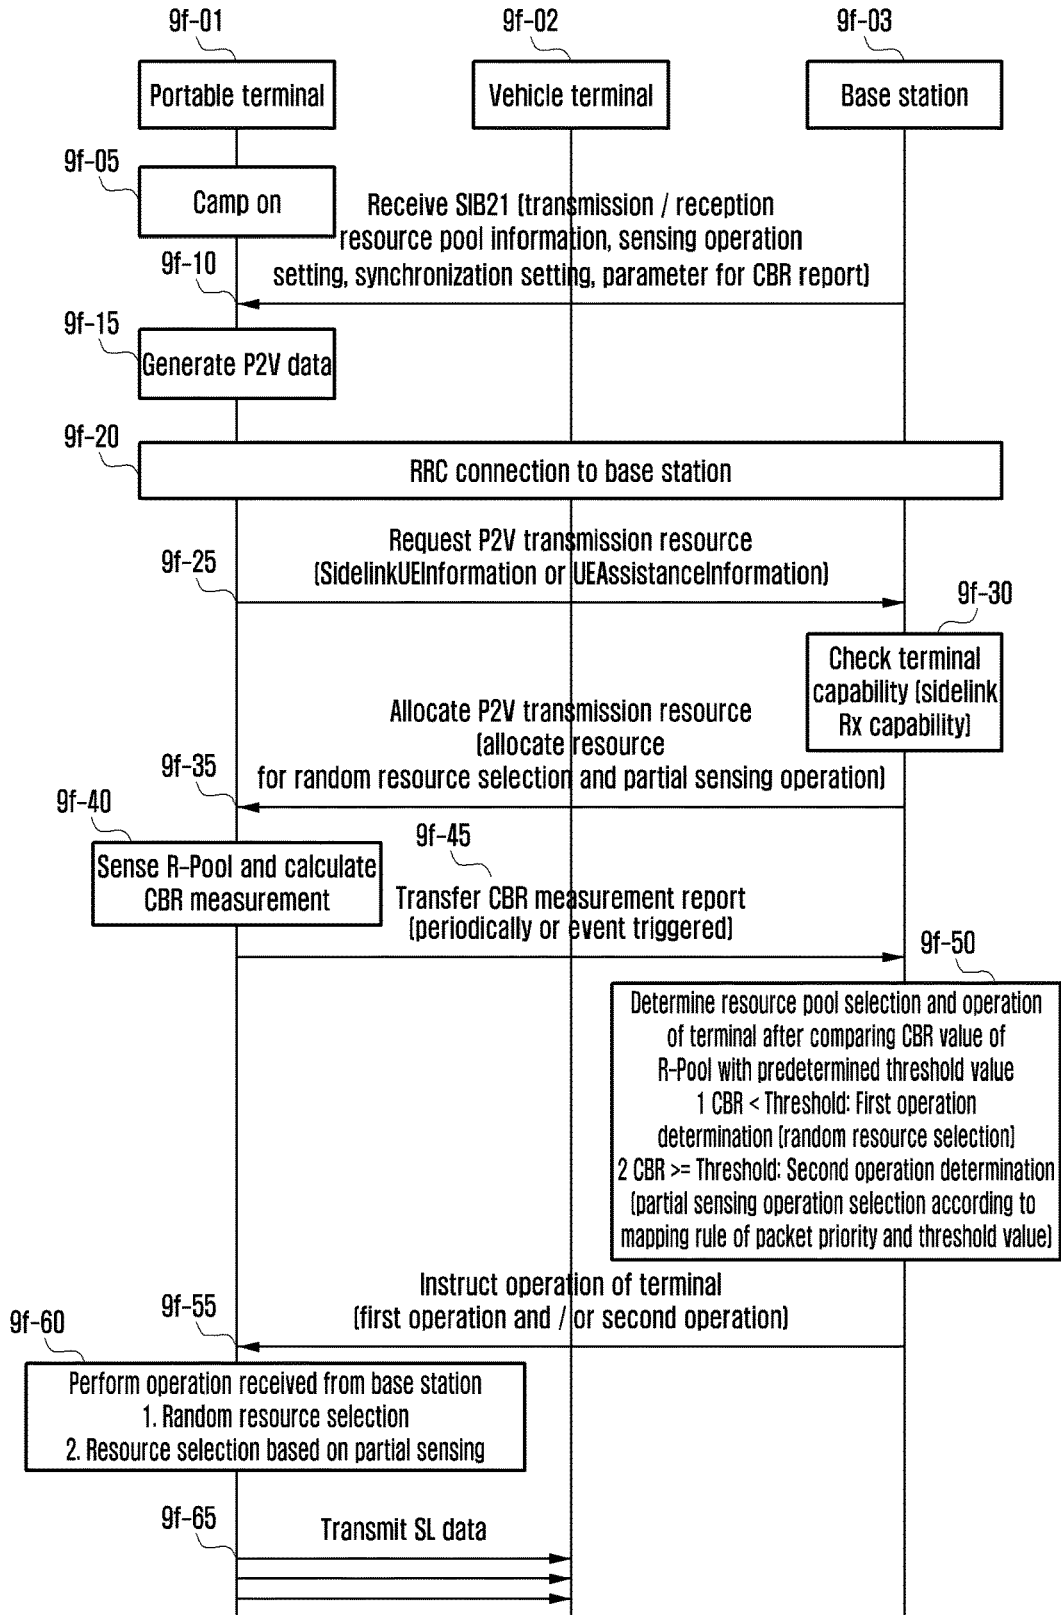 9f-01
9f-02
9f-03
Portable terminal
Vehicle terminal
Base station
9f-05
Camp on
Receive SIB21 (transmission / reception
resource pool information, sensing operation
setting, synchronization setting, parameter for CBR report)
9f-10
9f-15
Generate P2V data
9f-20
RRC connection to base station
Request P2V transmission resource
(SidelinkUEInformation or UEAssistanceInformation)
9f-25
9f-30
Check terminal
capability (sidelink
Rx capability)
Allocate P2V transmission resource
(allocate resource
for random resource selection and partial sensing operation)
9f-35
9f-40
Sense R-Pool and calculate
CBR measurement
9f-45
Transfer CBR measurement report
(periodically or event triggered)
9f-50
Determine resource pool selection and operation
of terminal after comparing CBR value of
R-Pool with predetermined threshold value
1 CBR < Threshold: First operation
determination (random resource selection)
2 CBR >= Threshold: Second operation determination
(partial sensing operation selection according to
mapping rule of packet priority and threshold value)
Instruct operation of terminal
(first operation and / or second operation)
9f-55
9f-60
Perform operation received from base station
1. Random resource selection
2. Resource selection based on partial sensing
9f-65
Transmit SL data